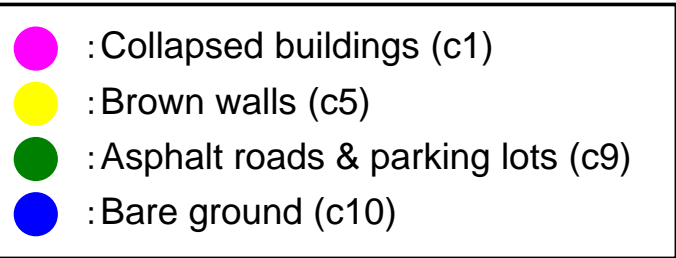 : Collapsed buildings (c1)
: Brown walls (c5)
: Asphalt roads & parking lots (c9)
: Bare ground (c10)